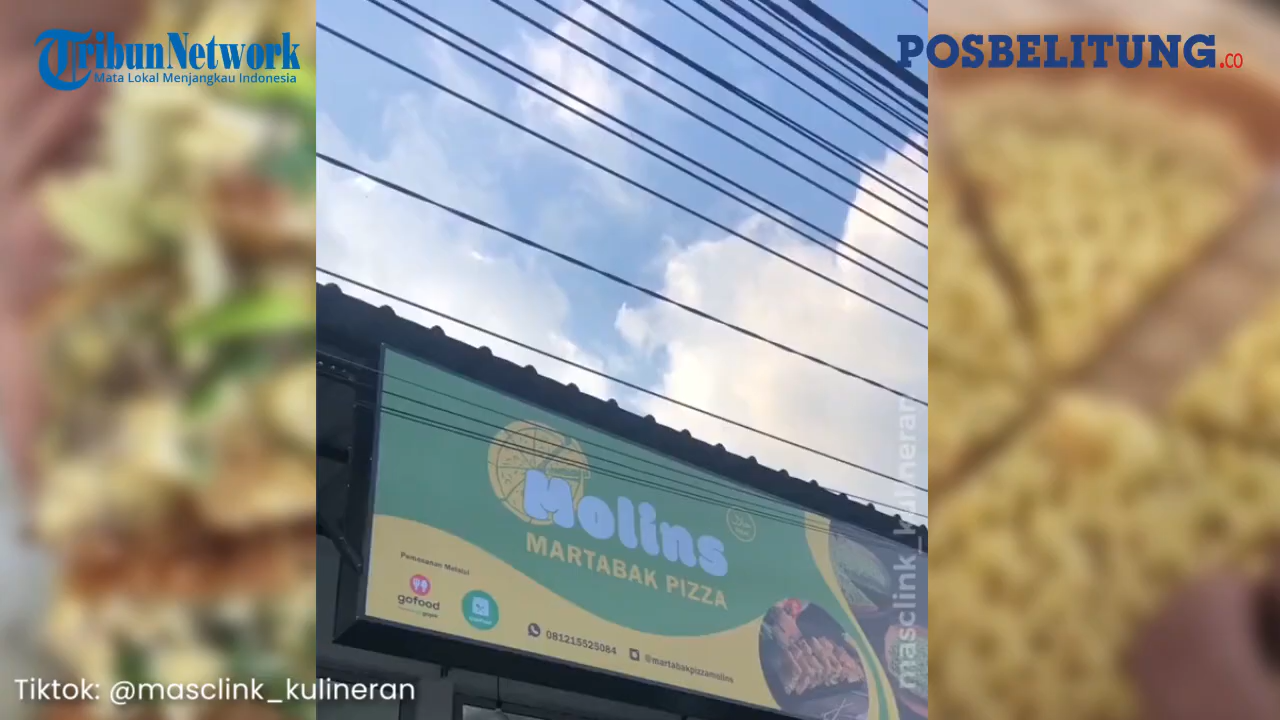 TribunNetwork
Mata Lokal Menjangkau Indonesia
POSBELITUNG.co
Molins
MARTABAK PIZZA
Pemesanan Melalui
gofood
081215525084
@martabakpizzamolins
masclink_kulineran
Tiktok: @masclink_kulineran